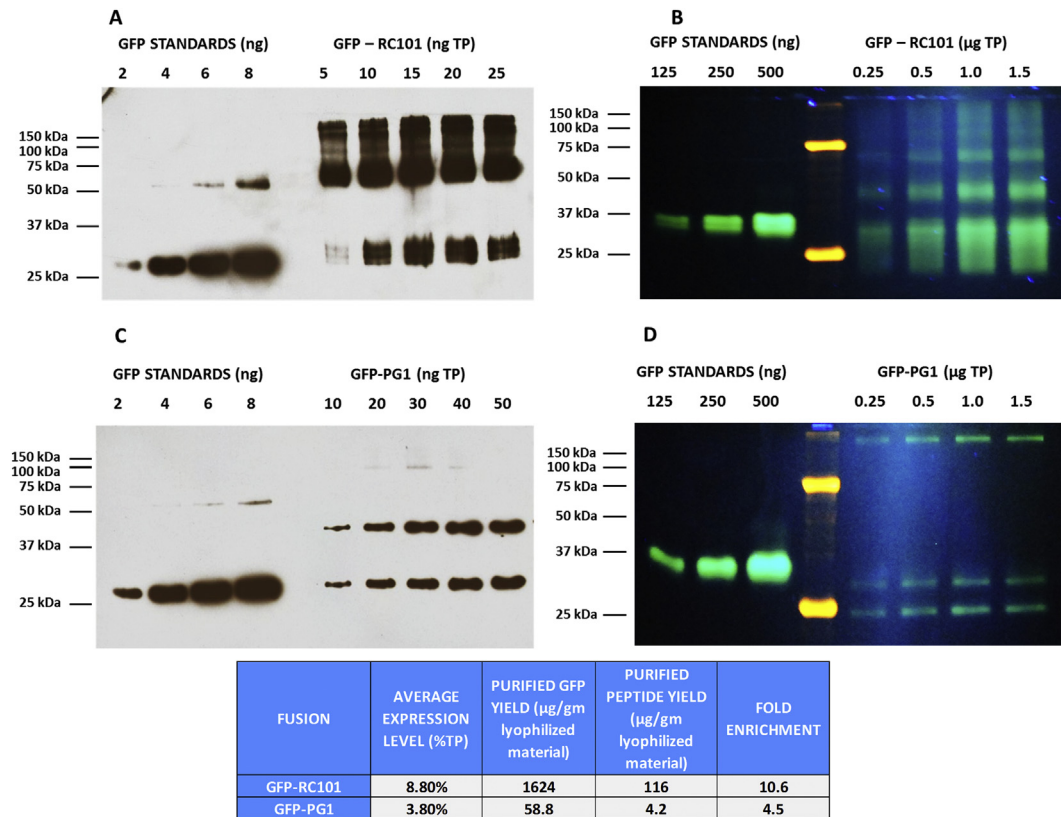 A
GFP STANDARDS (ng)
GFP – RC101 (ng TP)
2 4 6 8
5 10 15 20 25
150 kDa
100 kDa
75 kDa
50 kDa
37 kDa
25 kDa
B
GFP STANDARDS (ng)
GFP – RC101 (µg TP)
125 250 500
0.25 0.5 1.0 1.5
150 kDa
100 kDa
75 kDa
50 kDa
37 kDa
25 kDa
C
GFP STANDARDS (ng)
GFP-PG1 (ng TP)
2 4 6 8
10 20 30 40 50
150 kDa
100 kDa
75 kDa
50 kDa
37 kDa
25 kDa
D
GFP STANDARDS (ng)
GFP-PG1 (µg TP)
125 250 500
0.25 0.5 1.0 1.5
150 kDa
100 kDa
75 kDa
50 kDa
37 kDa
25 kDa
FUSION
AVERAGE
EXPRESSION
LEVEL (%TP)
PURIFIED GFP
YIELD (µg/gm
lyophilized
material)
PURIFIED
PEPTIDE YIELD
(µg/gm
lyophilized
material)
FOLD
ENRICHMENT
GFP-RC101 8.80% 1624 116 10.6
GFP-PG1 3.80% 58.8 4.2 4.5